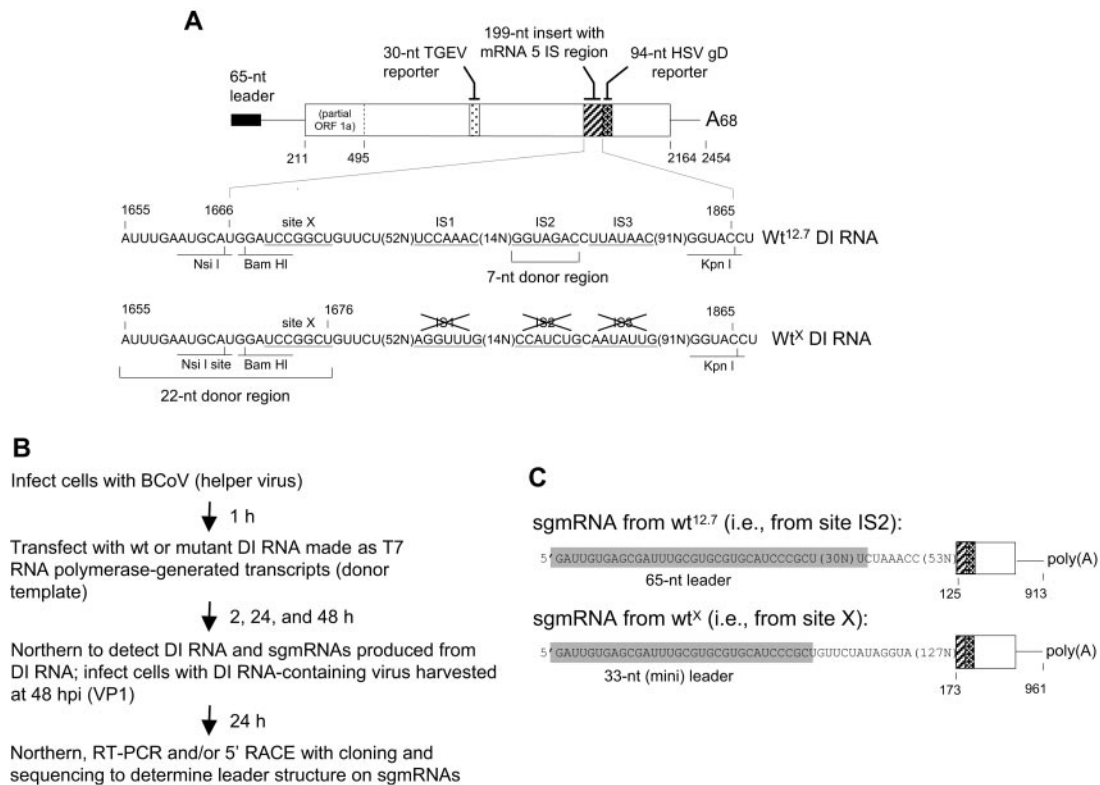 A
199-nt insert with
mRNA 5 IS region
30-nt TGEV
reporter
94-nt HSV gD
reporter
65-nt
leader
(partial
ORF 1a)
A68
211
495
2164
2454
1655
1666
site X
IS1
IS2
IS3
1865
AUUUGAAUGCAUGGAUCCGGCUGUUCU(52N)UCCAAAC(14N)GGUAGACCUUAUAAC(91N)GGUACCU
Wt12.7 DI RNA
Nsi I
Bam HI
7-nt donor region
Kpn I
1655
site X
1676
IS1
IS2
IS3
1865
AUUUGAAUGCAUGGAUCCGGCUGUUCU(52N)AGGUUUG(14N)CCAUCUGCAAUAUUG(91N)GGUACCU
WtX DI RNA
Nsi I site
Bam HI
Kpn I
22-nt donor region
B
Infect cells with BCoV (helper virus)
1 h
Transfect with wt or mutant DI RNA made as T7
RNA polymerase-generated transcripts (donor
template)
2, 24, and 48 h
Northern to detect DI RNA and sgmRNAs produced from
DI RNA; infect cells with DI RNA-containing virus harvested
at 48 hpi (VP1)
24 h
Northern, RT-PCR and/or 5' RACE with cloning and
sequencing to determine leader structure on sgmRNAs
C
sgmRNA from wt12.7 (i.e., from site IS2):
5'GAUUGUGAGCGAUUUGCGUGCGUGCAUCCCGCU(30N)UCUAAACC(53N)
poly(A)
65-nt leader
125
913
sgmRNA from wtX (i.e., from site X):
5'GAUUGUGAGCGAUUUGCGUGCGUGCAUCCCGCUGUUCUAUAGGUA(127N)
poly(A)
33-nt (mini) leader
173
961